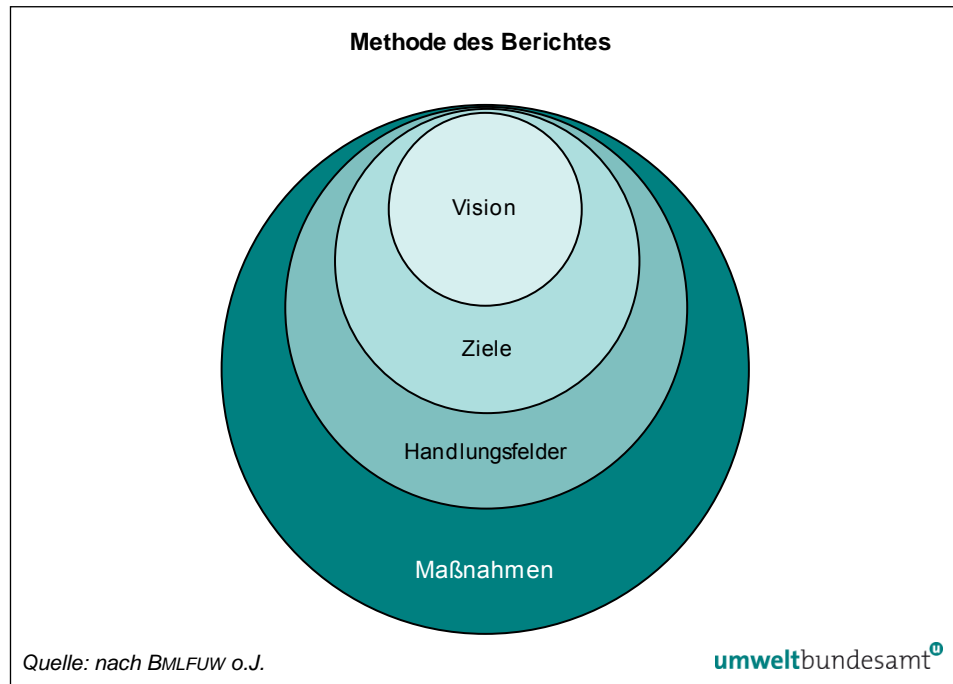 Methode des Berichtes
Vision
Ziele
Handlungsfelder
Maßnahmen
Quelle: nach BMLFUW o.J.
umweltbundesamt u